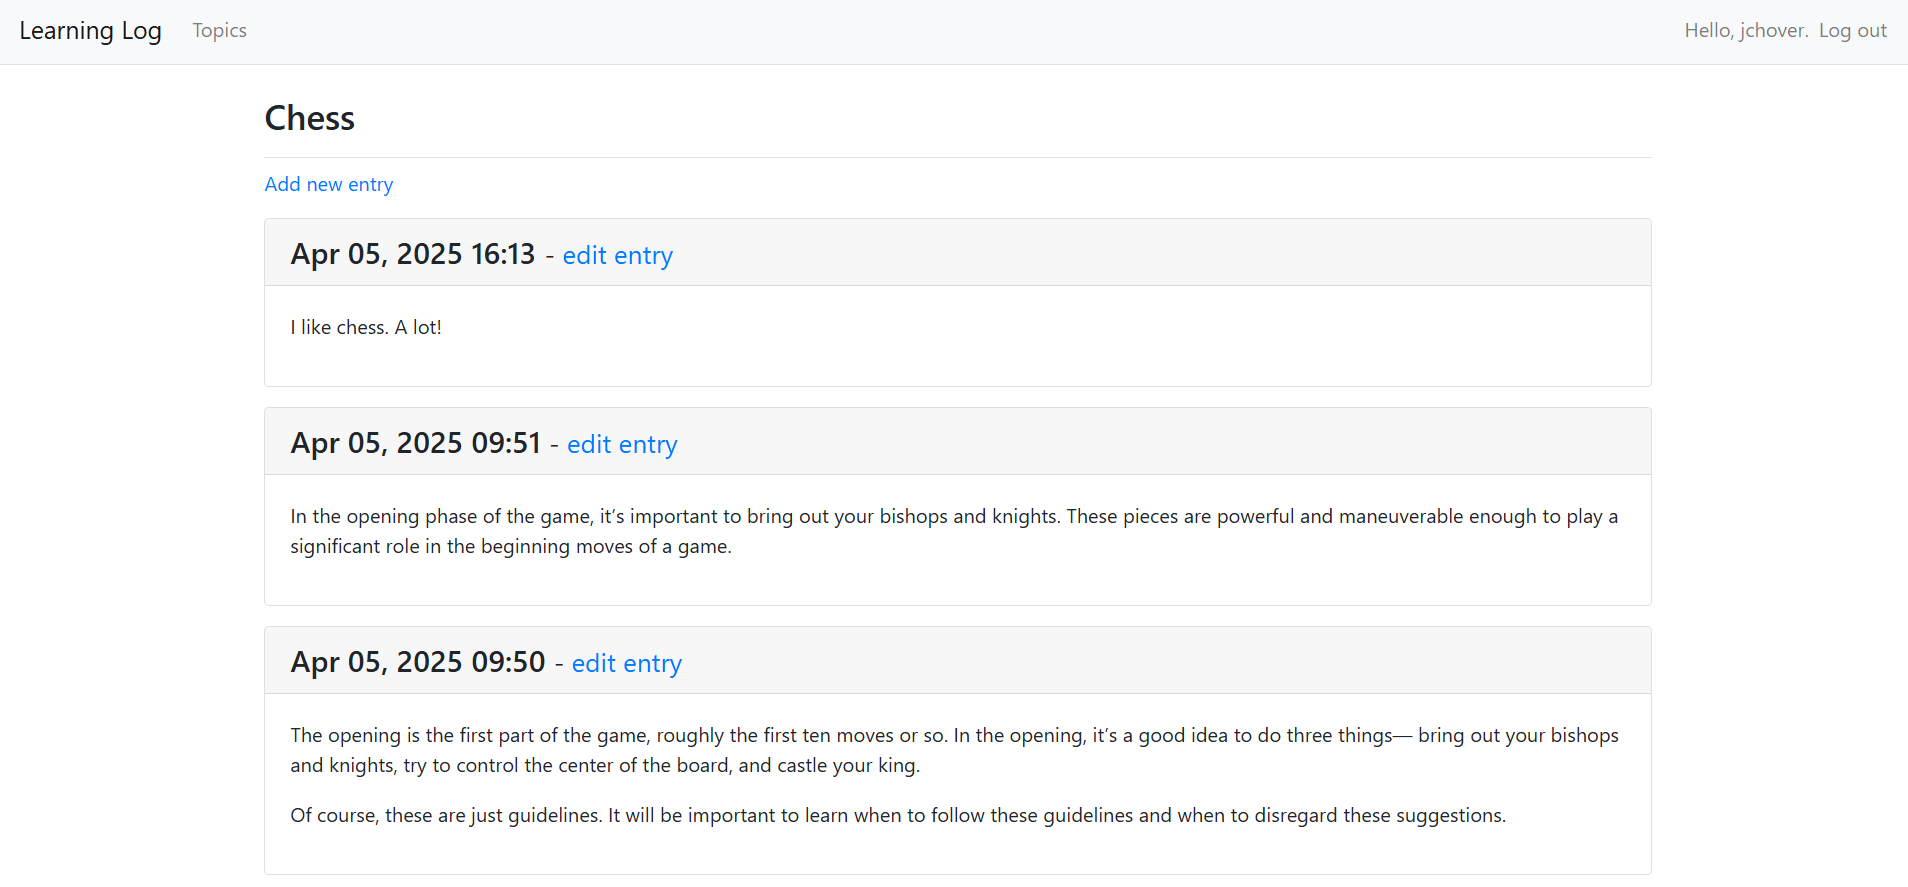 Learning Log Topics Hello, jchover. Log out
Chess
Add new entry
Apr 05, 2025 16:13 - edit entry
I like chess. A lot!
Apr 05, 2025 09:51 - edit entry
In the opening phase of the game, it’s important to bring out your bishops and knights. These pieces are powerful and maneuverable enough to play a
significant role in the beginning moves of a game.
Apr 05, 2025 09:50 - edit entry
The opening is the first part of the game, roughly the first ten moves or so. In the opening, it’s a good idea to do three things— bring out your bishops
and knights, try to control the center of the board, and castle your king.
Of course, these are just guidelines. It will be important to learn when to follow these guidelines and when to disregard these suggestions.